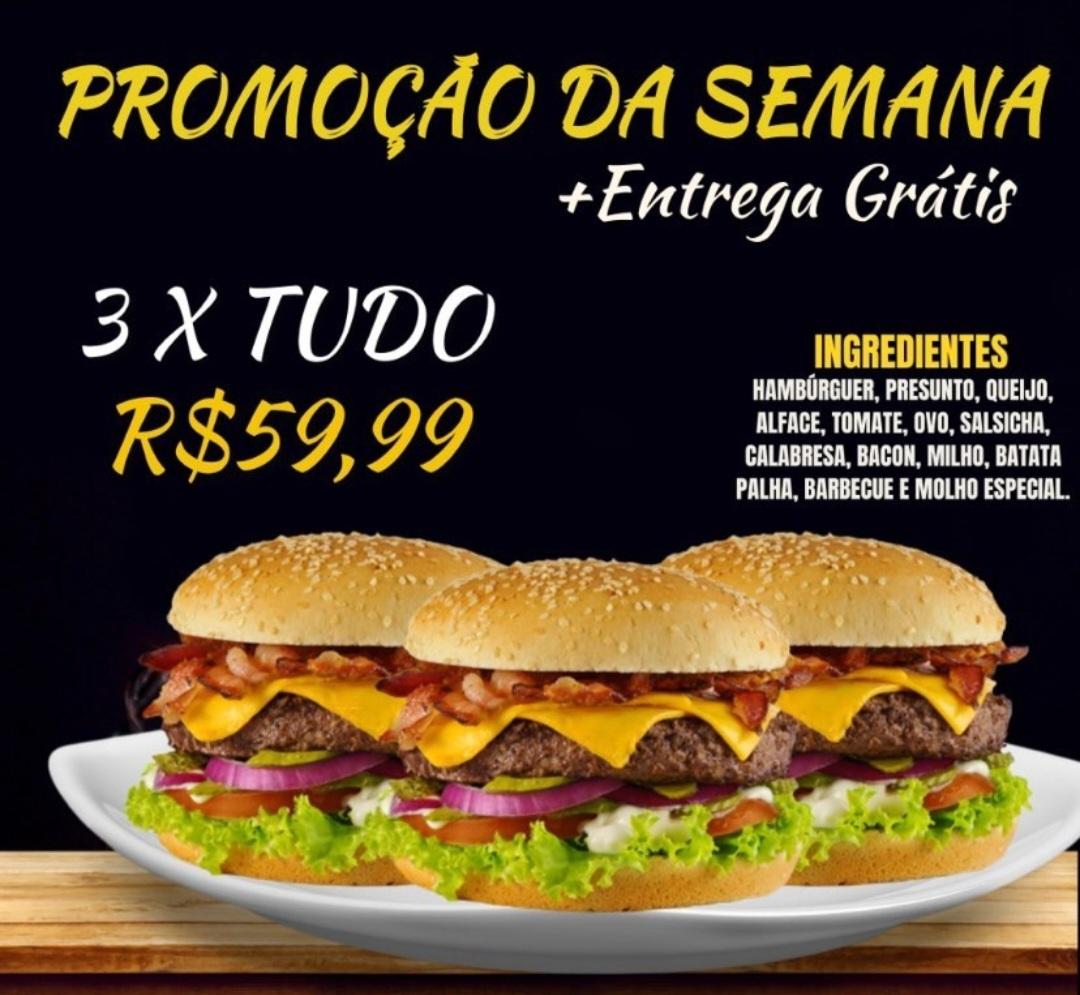 PROMOÇÃO DA SEMANA
+Entrega Grátis
3 X TUDO
R$59,99
INGREDIENTES
HAMBÚRGUER, PRESUNTO, QUEIJO,
ALFACE, TOMATE, OVO, SALSICHA,
CALABRESA, BACON, MILHO, BATATA
PALHA, BARBECUE E MOLHO ESPECIAL.